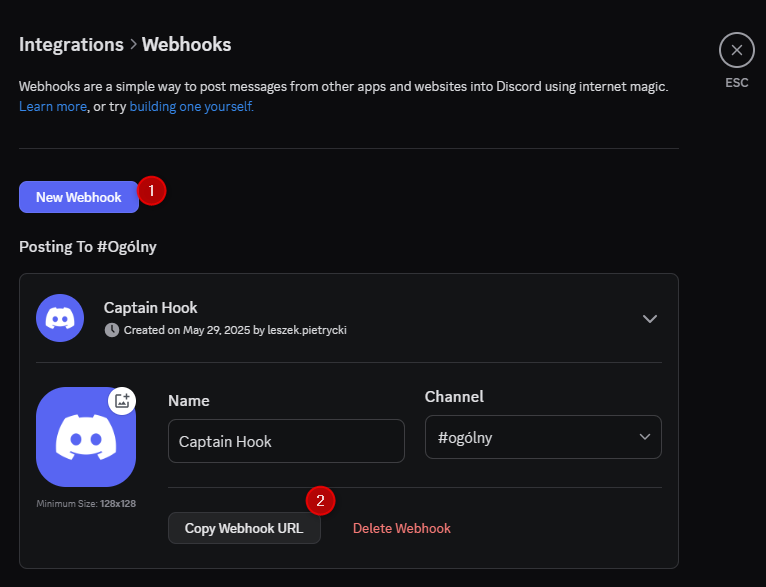 Integrations > Webhooks
ESC
Webhooks are a simple way to post messages from other apps and websites into Discord using internet magic.
Learn more, or try building one yourself.
New Webhook
1
Posting To #Ogólny
Captain Hook
Created on May 29, 2025 by leszek.pietrycki
Name
Channel
Captain Hook
#ogólny
Minimum Size: 128x128
2
Copy Webhook URL
Delete Webhook